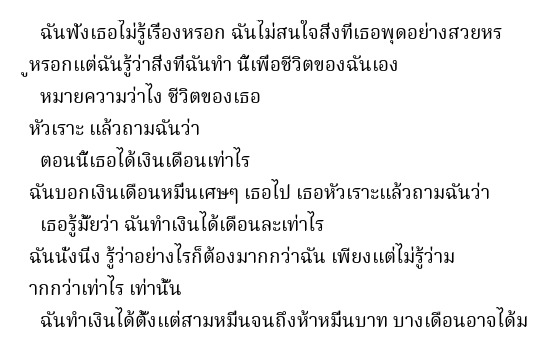 ฉันฟังเธอไม่รู้เรื่องหรอก ฉันไม่สนใจสิ่งที่เธอพูดอย่างสวยหร
ูหรอกแต่ฉันรู้ว่าสิ่งที่ฉันทำ นี้เพื่อชีวิตของฉันเอง
หมายความว่าไง ชีวิตของเธอ
หัวเราะ แล้วถามฉันว่า
ตอนนี้เธอได้เงินเดือนเท่าไร
ฉันบอกเงินเดือนหมื่นเศษๆ เธอไป เธอหัวเราะแล้วถามฉันว่า
เธอรู้มั้ยว่า ฉันทำเงินได้เดือนละเท่าไร
ฉันนั่งนิ่ง รู้ว่าอย่างไรก็ต้องมากกว่าฉัน เพียงแต่ไม่รู้ว่าม
ากกว่าเท่าไร เท่านั้น
ฉันทำเงินได้ตั้งแต่สามหมื่นจนถึงห้าหมื่นบาท บางเดือนอาจได้ม